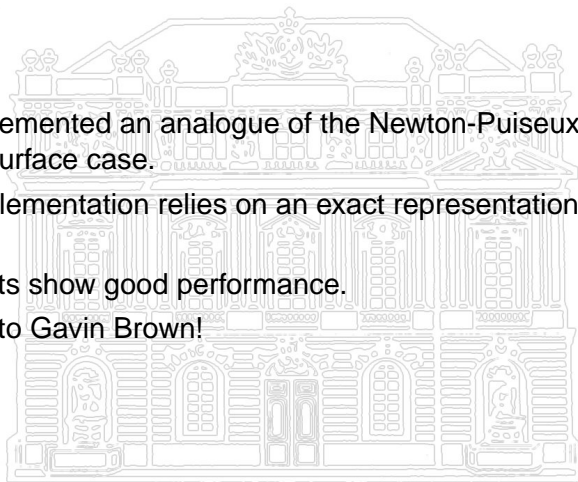 emented an analogue of the Newton-Puiseux
urface case.
lementation relies on an exact representation
ts show good performance.
to Gavin Brown!